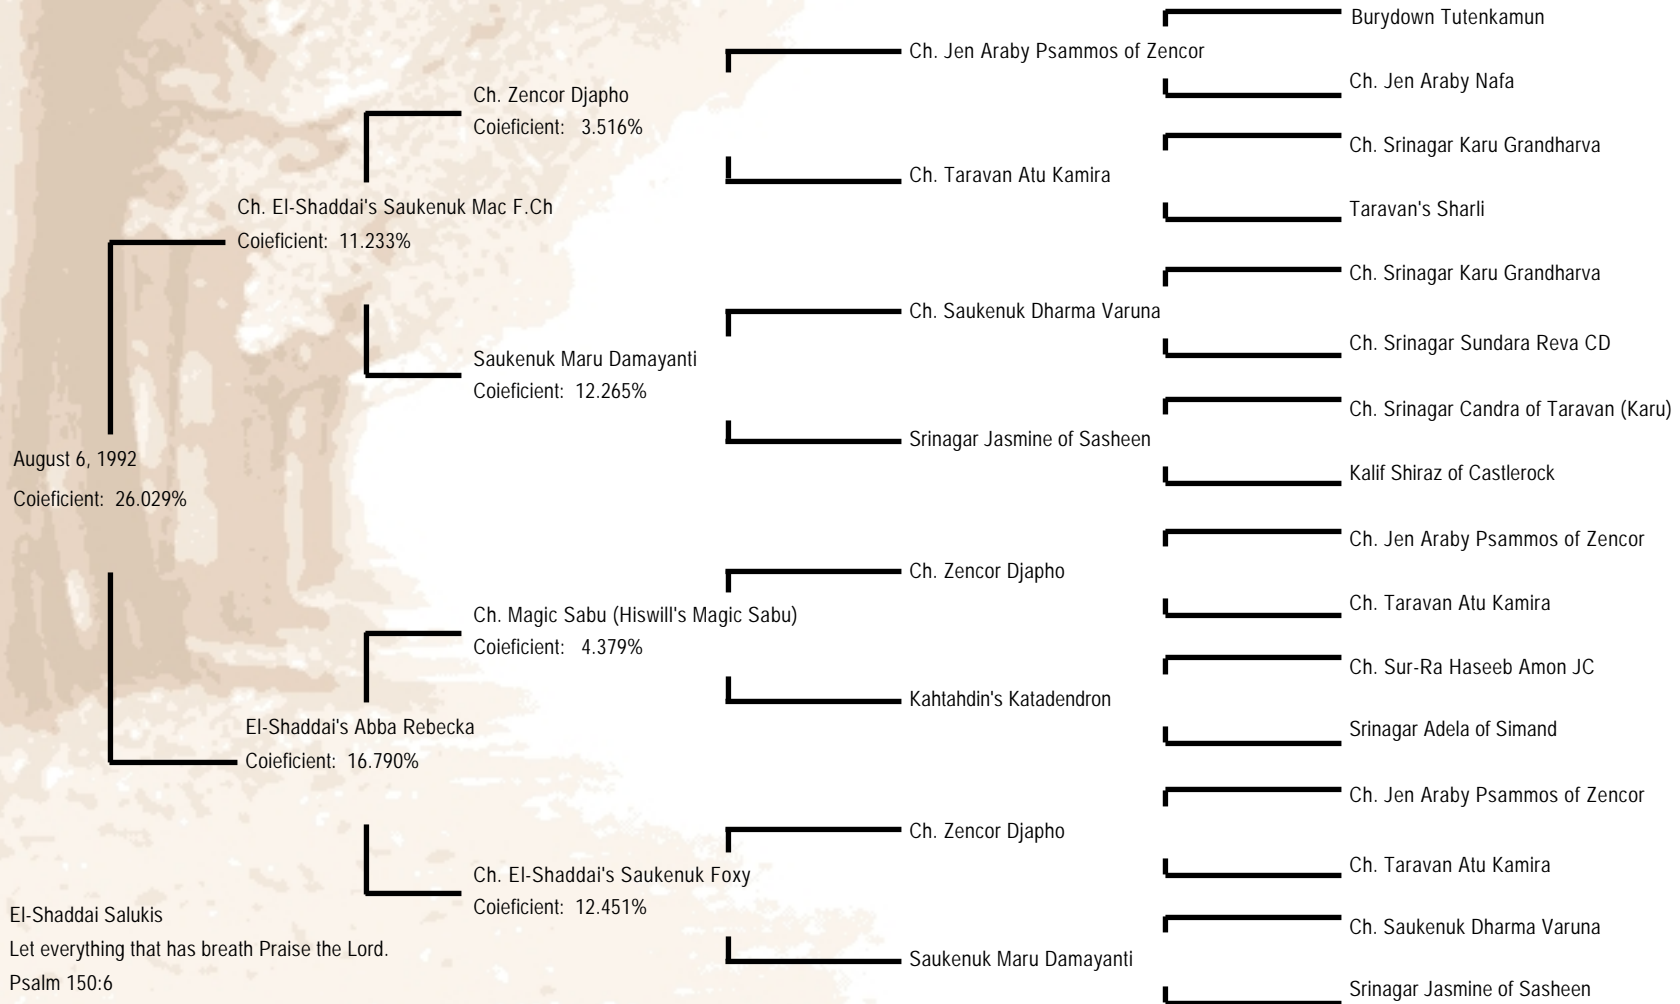 August 6, 1992
Coieficient: 26.029%
Ch. El-Shaddai's Saukenuk Mac F.Ch
Coieficient: 11.233%
El-Shaddai's Abba Rebecka
Coieficient: 16.790%
Ch. Zencor Djapho
Coieficient: 3.516%
Saukenuk Maru Damayanti
Coieficient: 12.265%
Ch. Magic Sabu (Hiswill's Magic Sabu)
Coieficient: 4.379%
Ch. El-Shaddai's Saukenuk Foxy
Coieficient: 12.451%
Ch. Jen Araby Psammos of Zencor
Ch. Taravan Atu Kamira
Ch. Saukenuk Dharma Varuna
Srinagar Jasmine of Sasheen
Ch. Zencor Djapho
Kahtahdin's Katadendron
Ch. Zencor Djapho
Saukenuk Maru Damayanti
Burydown Tutenkamun
Ch. Jen Araby Nafa
Ch. Srinagar Karu Grandharva
Taravan's Sharli
Ch. Srinagar Karu Grandharva
Ch. Srinagar Sundara Reva CD
Ch. Srinagar Candra of Taravan (Karu)
Kalif Shiraz of Castlerock
Ch. Jen Araby Psammos of Zencor
Ch. Taravan Atu Kamira
Ch. Sur-Ra Haseeb Amon JC
Srinagar Adela of Simand
Ch. Jen Araby Psammos of Zencor
Ch. Taravan Atu Kamira
Ch. Saukenuk Dharma Varuna
Srinagar Jasmine of Sasheen
El-Shaddai Salukis
Let everything that has breath Praise the Lord.
Psalm 150:6